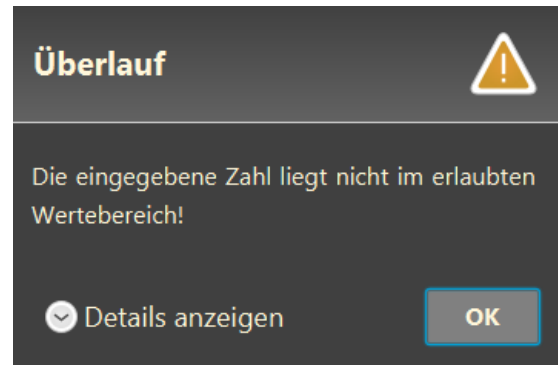 Überlauf
Die eingegebene Zahl liegt nicht im erlaubten
Wertebereich!
Details anzeigen
OK